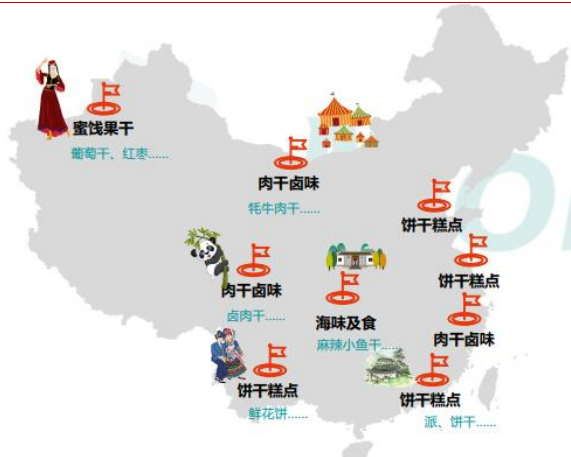 蜜饯果干
葡萄干、红枣......
肉干卤味
牦牛肉干......
饼干糕点
饼干糕点
肉干卤味
卤肉干......
海味及食
麻辣小鱼干......
肉干卤味
饼干糕点
鲜花饼......
饼干糕点
派、饼干......